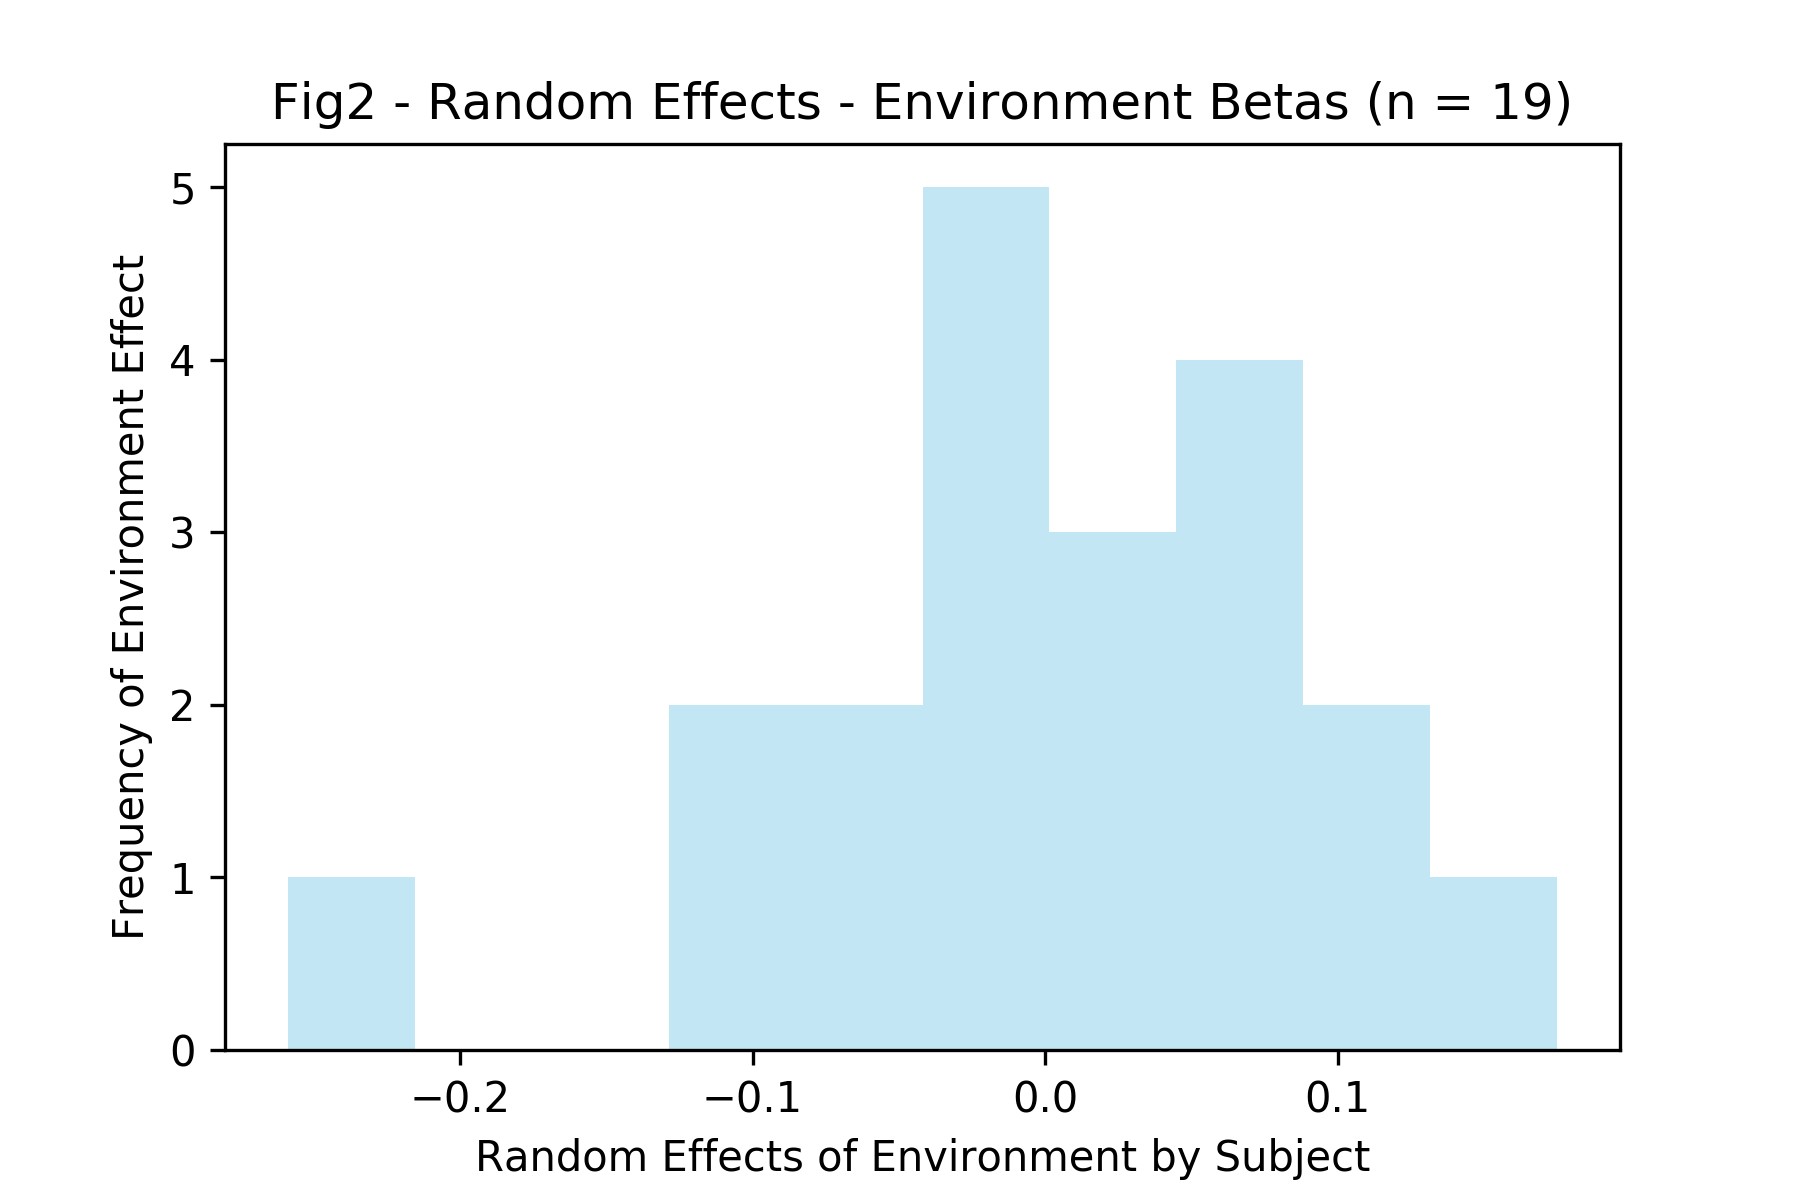 Fig2 - Random Effects - Environment Betas (n = 19)
Frequency of Environment Effect
5
4
3
2
1
0
−0.2 −0.1 0.0 0.1
Random Effects of Environment by Subject